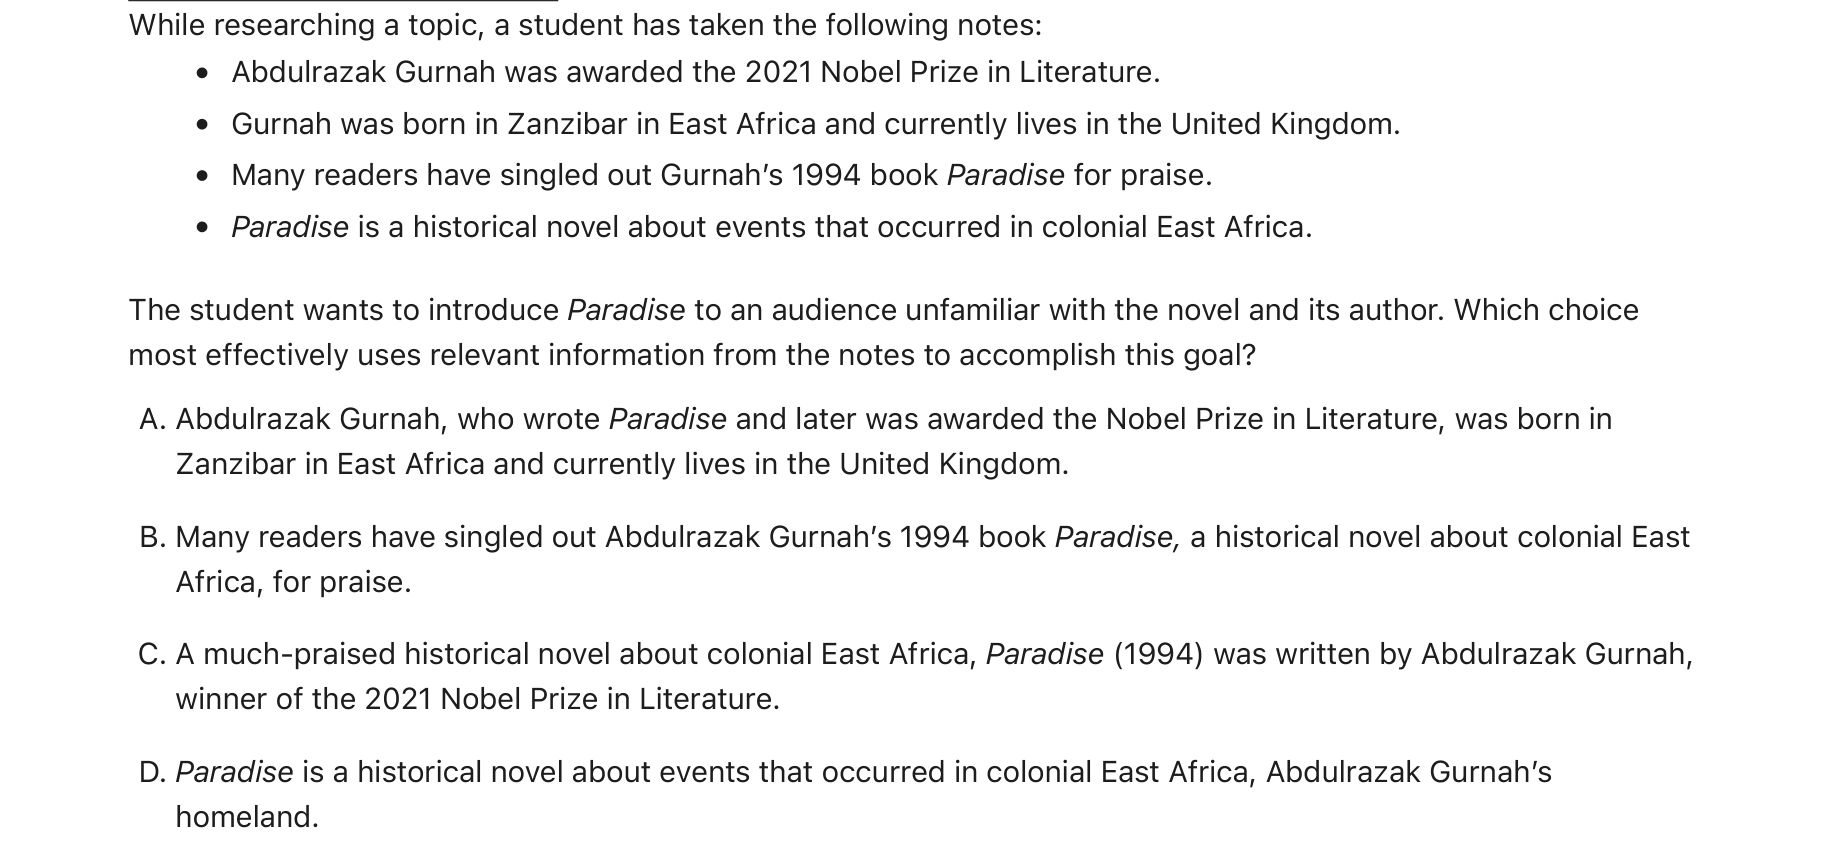 While researching a topic, a student has taken the following notes:
• Abdulrazak Gurnah was awarded the 2021 Nobel Prize in Literature.
• Gurnah was born in Zanzibar in East Africa and currently lives in the United Kingdom.
• Many readers have singled out Gurnah’s 1994 book Paradise for praise.
• Paradise is a historical novel about events that occurred in colonial East Africa.
The student wants to introduce Paradise to an audience unfamiliar with the novel and its author. Which choice
most effectively uses relevant information from the notes to accomplish this goal?
A. Abdulrazak Gurnah, who wrote Paradise and later was awarded the Nobel Prize in Literature, was born in
Zanzibar in East Africa and currently lives in the United Kingdom.
B. Many readers have singled out Abdulrazak Gurnah’s 1994 book Paradise, a historical novel about colonial East
Africa, for praise.
C. A much-praised historical novel about colonial East Africa, Paradise (1994) was written by Abdulrazak Gurnah,
winner of the 2021 Nobel Prize in Literature.
D. Paradise is a historical novel about events that occurred in colonial East Africa, Abdulrazak Gurnah’s
homeland.